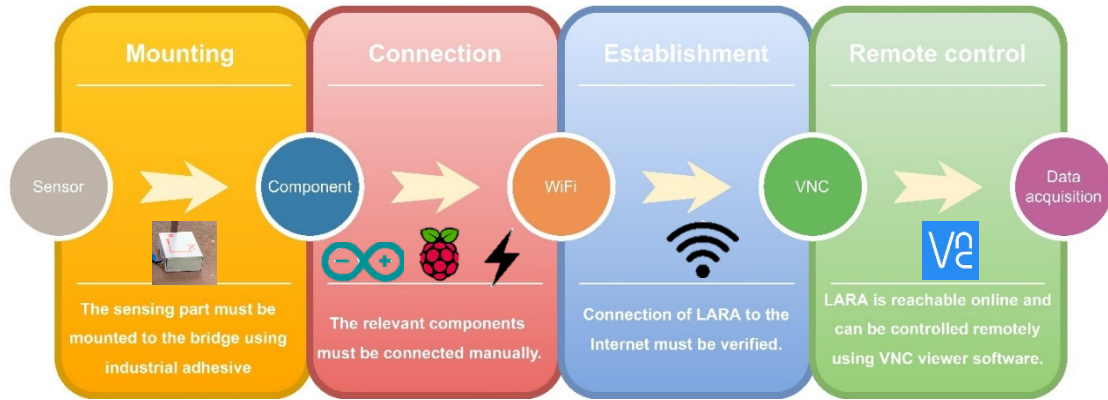 Mounting
Connection
Establishment
Remote control
Sensor
Component
WiFi
VNC
Data
acquisition
The sensing part must be
mounted to the bridge using
industrial adhesive
The relevant components
must be connected manually.
Connection of LARA to the
Internet must be verified.
LARA is reachable online and
can be controlled remotely
using VNC viewer software.